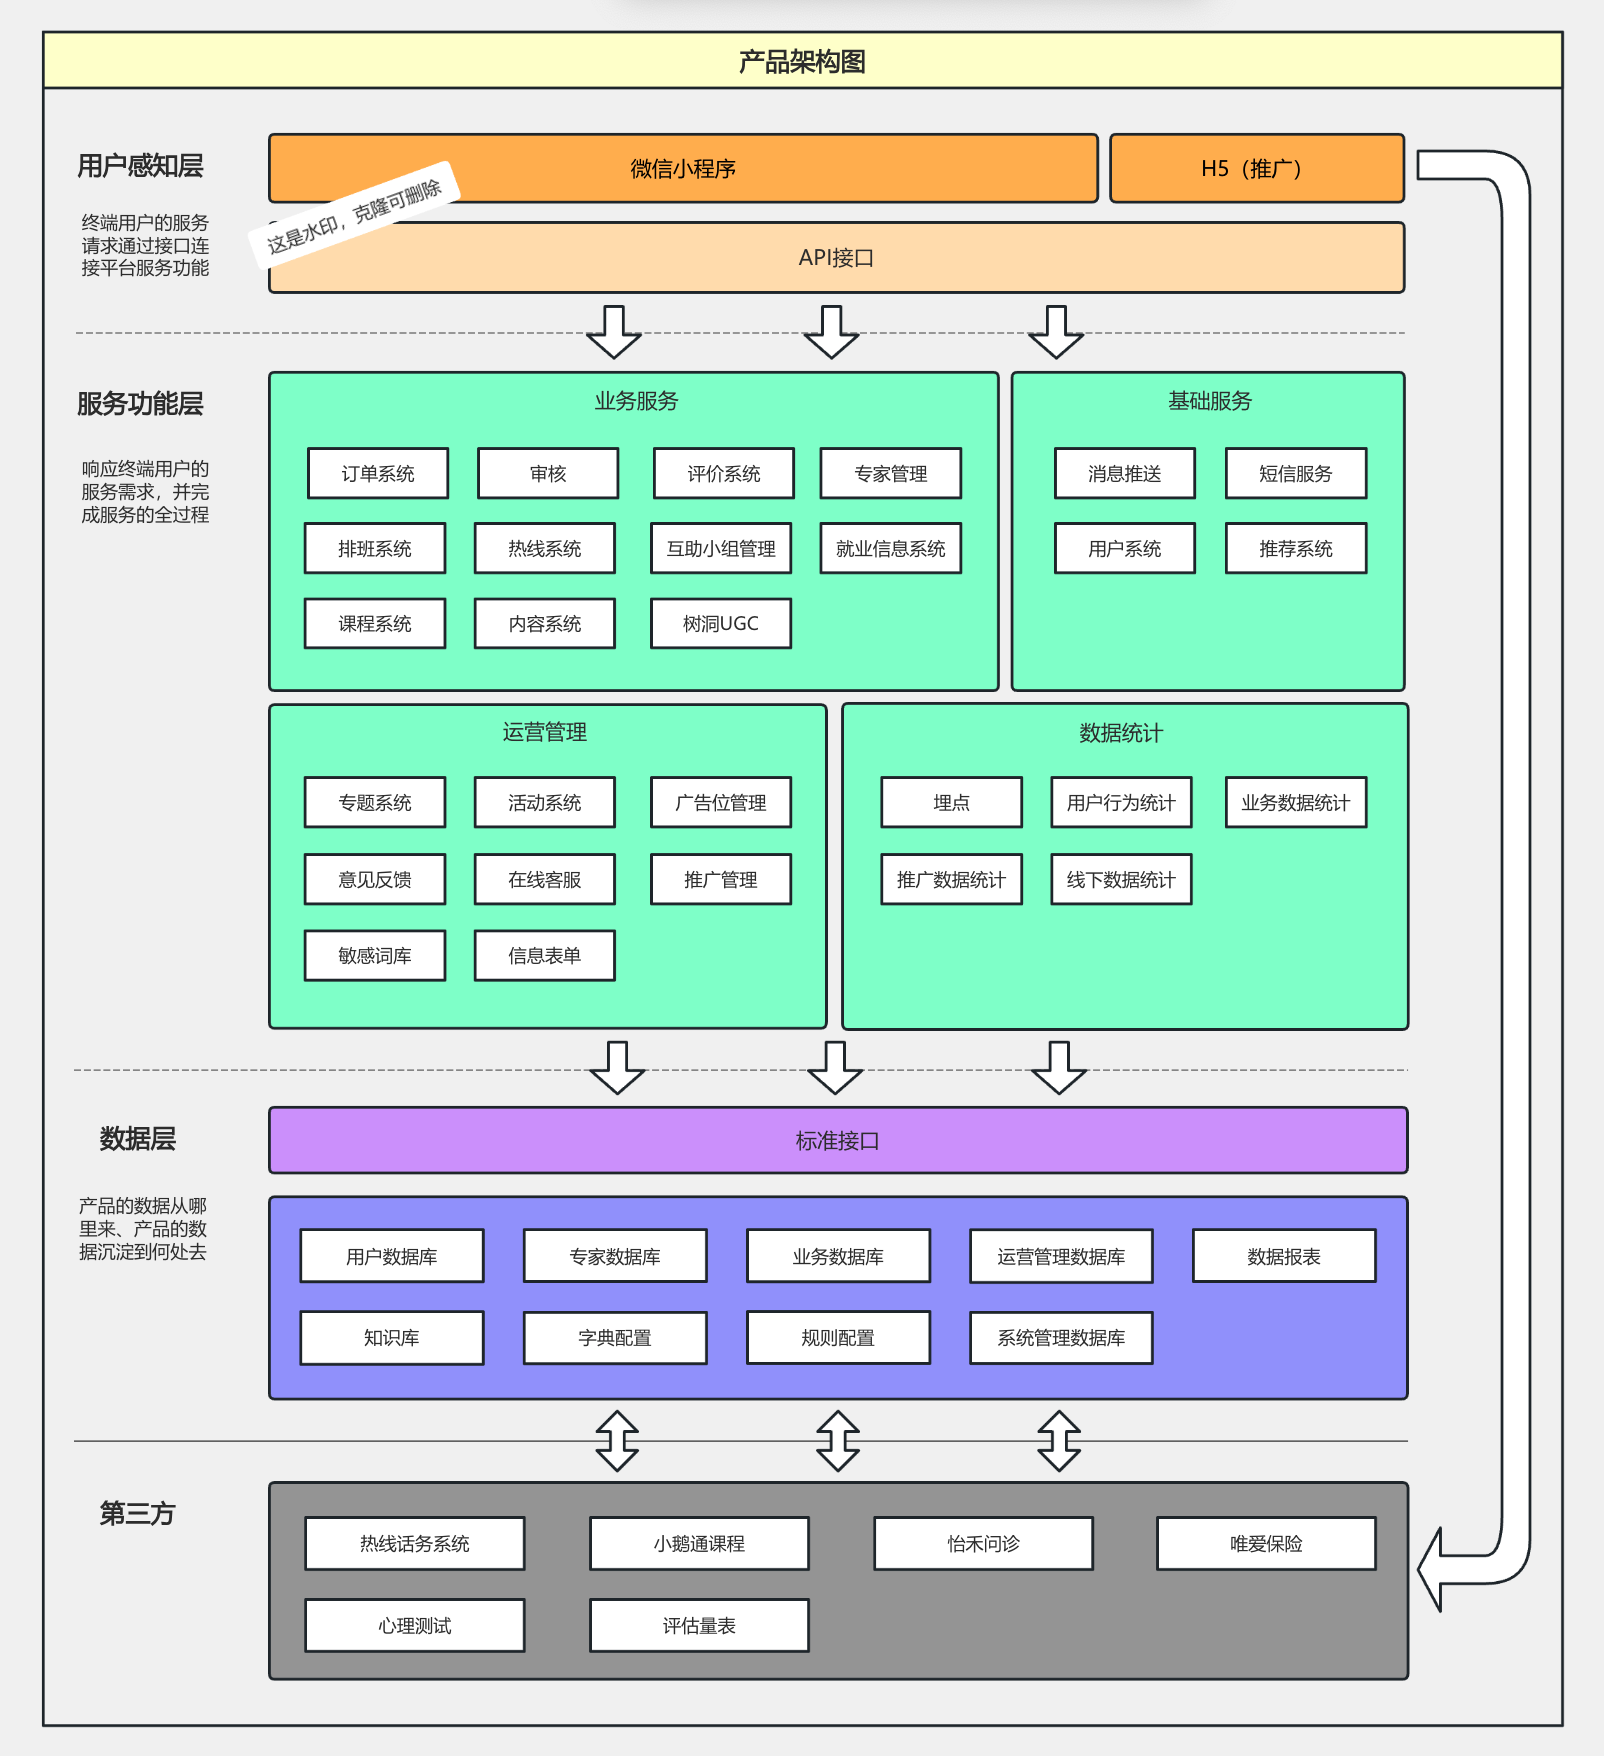 产品架构图
用户感知层
终端用户的服务
请求通过接口连
接平台服务功能
微信小程序
H5（推广）
这是水印，克隆可删除
API接口
服务功能层
响应终端用户的
服务需求，并完
成服务的全过程
业务服务
订单系统
审核
评价系统
专家管理
排班系统
热线系统
互助小组管理
就业信息系统
课程系统
内容系统
树洞UGC
基础服务
消息推送
短信服务
用户系统
推荐系统
运营管理
专题系统
活动系统
广告位管理
意见反馈
在线客服
推广管理
敏感词库
信息表单
数据统计
埋点
用户行为统计
业务数据统计
推广数据统计
线下数据统计
数据层
产品的数据从哪
里来、产品的数
据沉淀到何处去
标准接口
用户数据库
专家数据库
业务数据库
运营管理数据库
数据报表
知识库
字典配置
规则配置
系统管理数据库
第三方
热线话务系统
小鹅通课程
怡禾问诊
唯爱保险
心理测试
评估量表